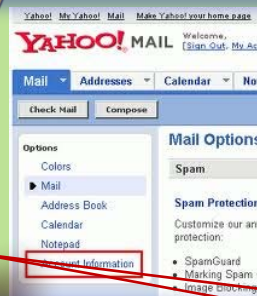 Yahoo! My Yahoo! Mail Make Yahoo! your home page
YAHOO! MAIL Welcome,
[Sign Out, My Ac
Mail Addresses Calendar No
Check Mail Compose
Options
Colors
Mail
Address Book
Calendar
Notepad
Account Information
Mail Options
Spam
Spam Protection
Customize our an
protection:
SpamGuard
Marking Spam
Image Blocking